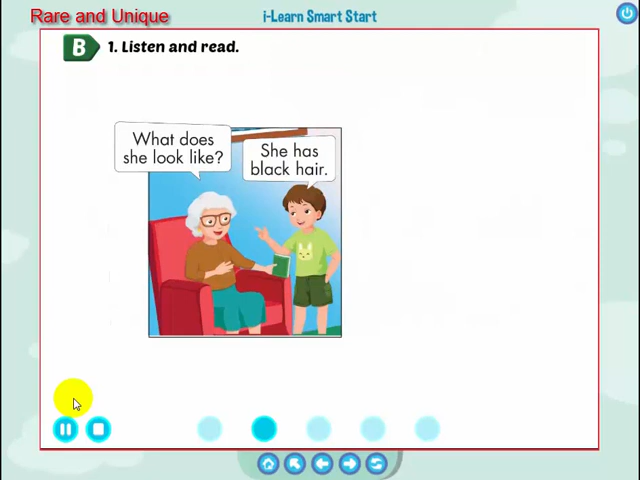 Rare and Unique
i-Learn Smart Start
B
1. Listen and read.
What does
she look like?
She has
black hair.